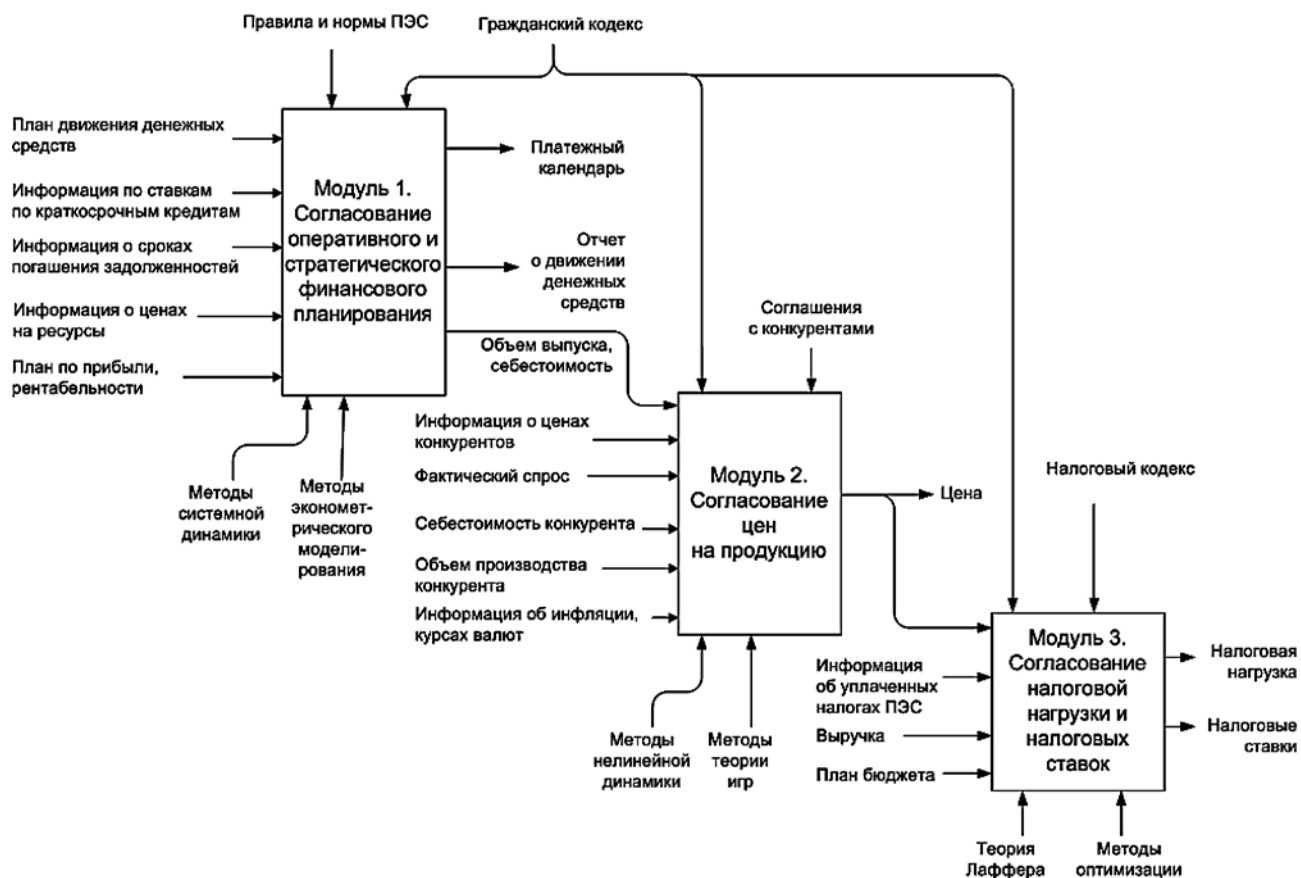 Правила и нормы ПЭС
Гражданский кодекс
План движения денежных
средств
Информация по ставкам
по краткосрочным кредитам
Информация о сроках
погашения задолженностей
Информация о ценах
на ресурсы
План по прибыли,
рентабельности
Модуль 1.
Согласование
оперативного и
стратегического
финансового
планирования
Платежный
календарь
Отчет
о движении
денежных
средств
Объем выпуска,
себестоимость
Методы
системной
динамики
Методы
экономет-
рического
модели-
рования
Соглашения
с конкурентами
Информация о ценах
конкурентов
Фактический спрос
Себестоимость конкурента
Объем производства
конкурента
Информация об инфляции,
курсах валют
Модуль 2.
Согласование
цен
на продукцию
Цена
Методы
нелинейной
динамики
Методы
теории
игр
Налоговый кодекс
Информация
об уплаченных
налогах ПЭС
Выручка
План бюджета
Модуль 3.
Согласование
налоговой
нагрузки и
налоговых
ставок
Налоговая
нагрузка
Налоговые
ставки
Теория
Лаффера
Методы
оптимизации